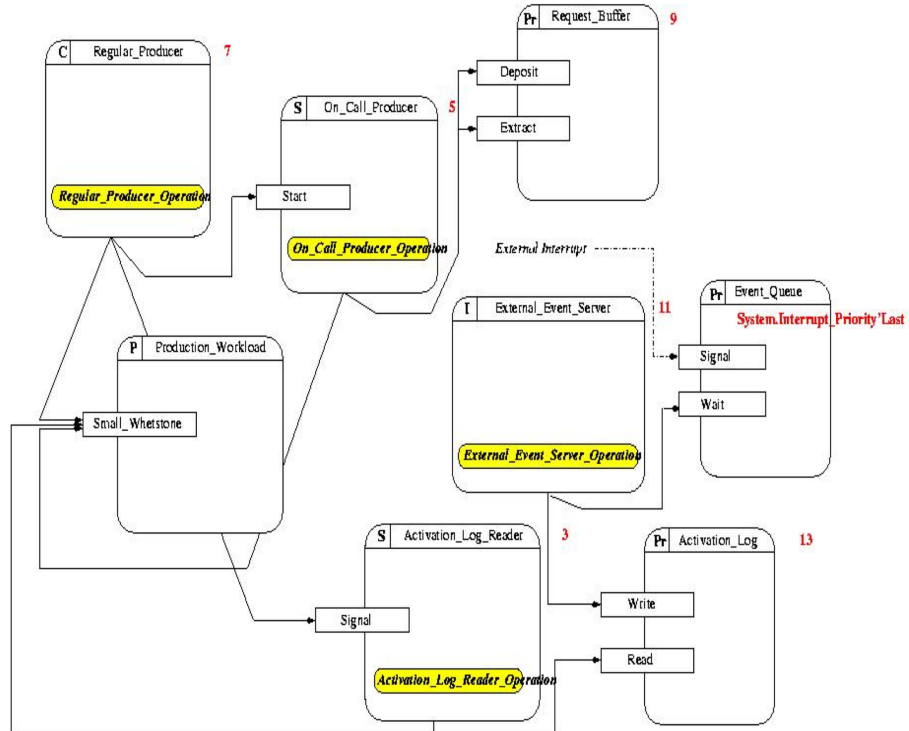 Pr Request_Buffer 9
C Regular_Producer 7
Deposit
S On_Call_Producer 5
Extract
Regular_Producer_Operation
Start
On_Call_Producer_Operation
External Interrupt
Pr Event_Queue
I External_Event_Server 11
System.Interrupt_Priority'Last
P Production_Workload
Signal
Wait
Small_Whetstone
External_Event_Server_Operation
S Activation_Log_Reader 3
Pr Activation_Log 13
Write
Signal
Read
Activation_Log_Reader_Operation